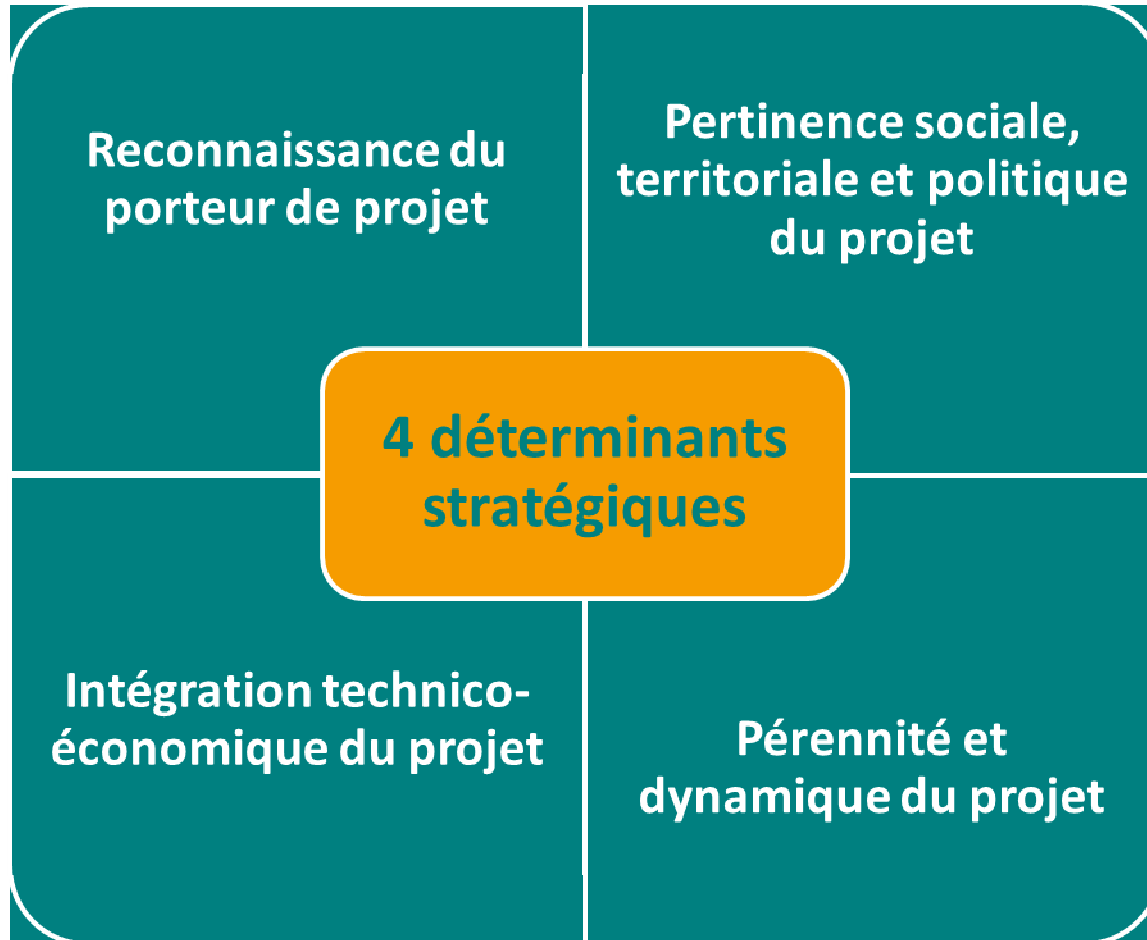 Reconnaissance du
porteur de projet
Pertinence sociale,
territoriale et politique
du projet
4 déterminants
stratégiques
Intégration technico-
économique du projet
Pérennité et
dynamique du projet